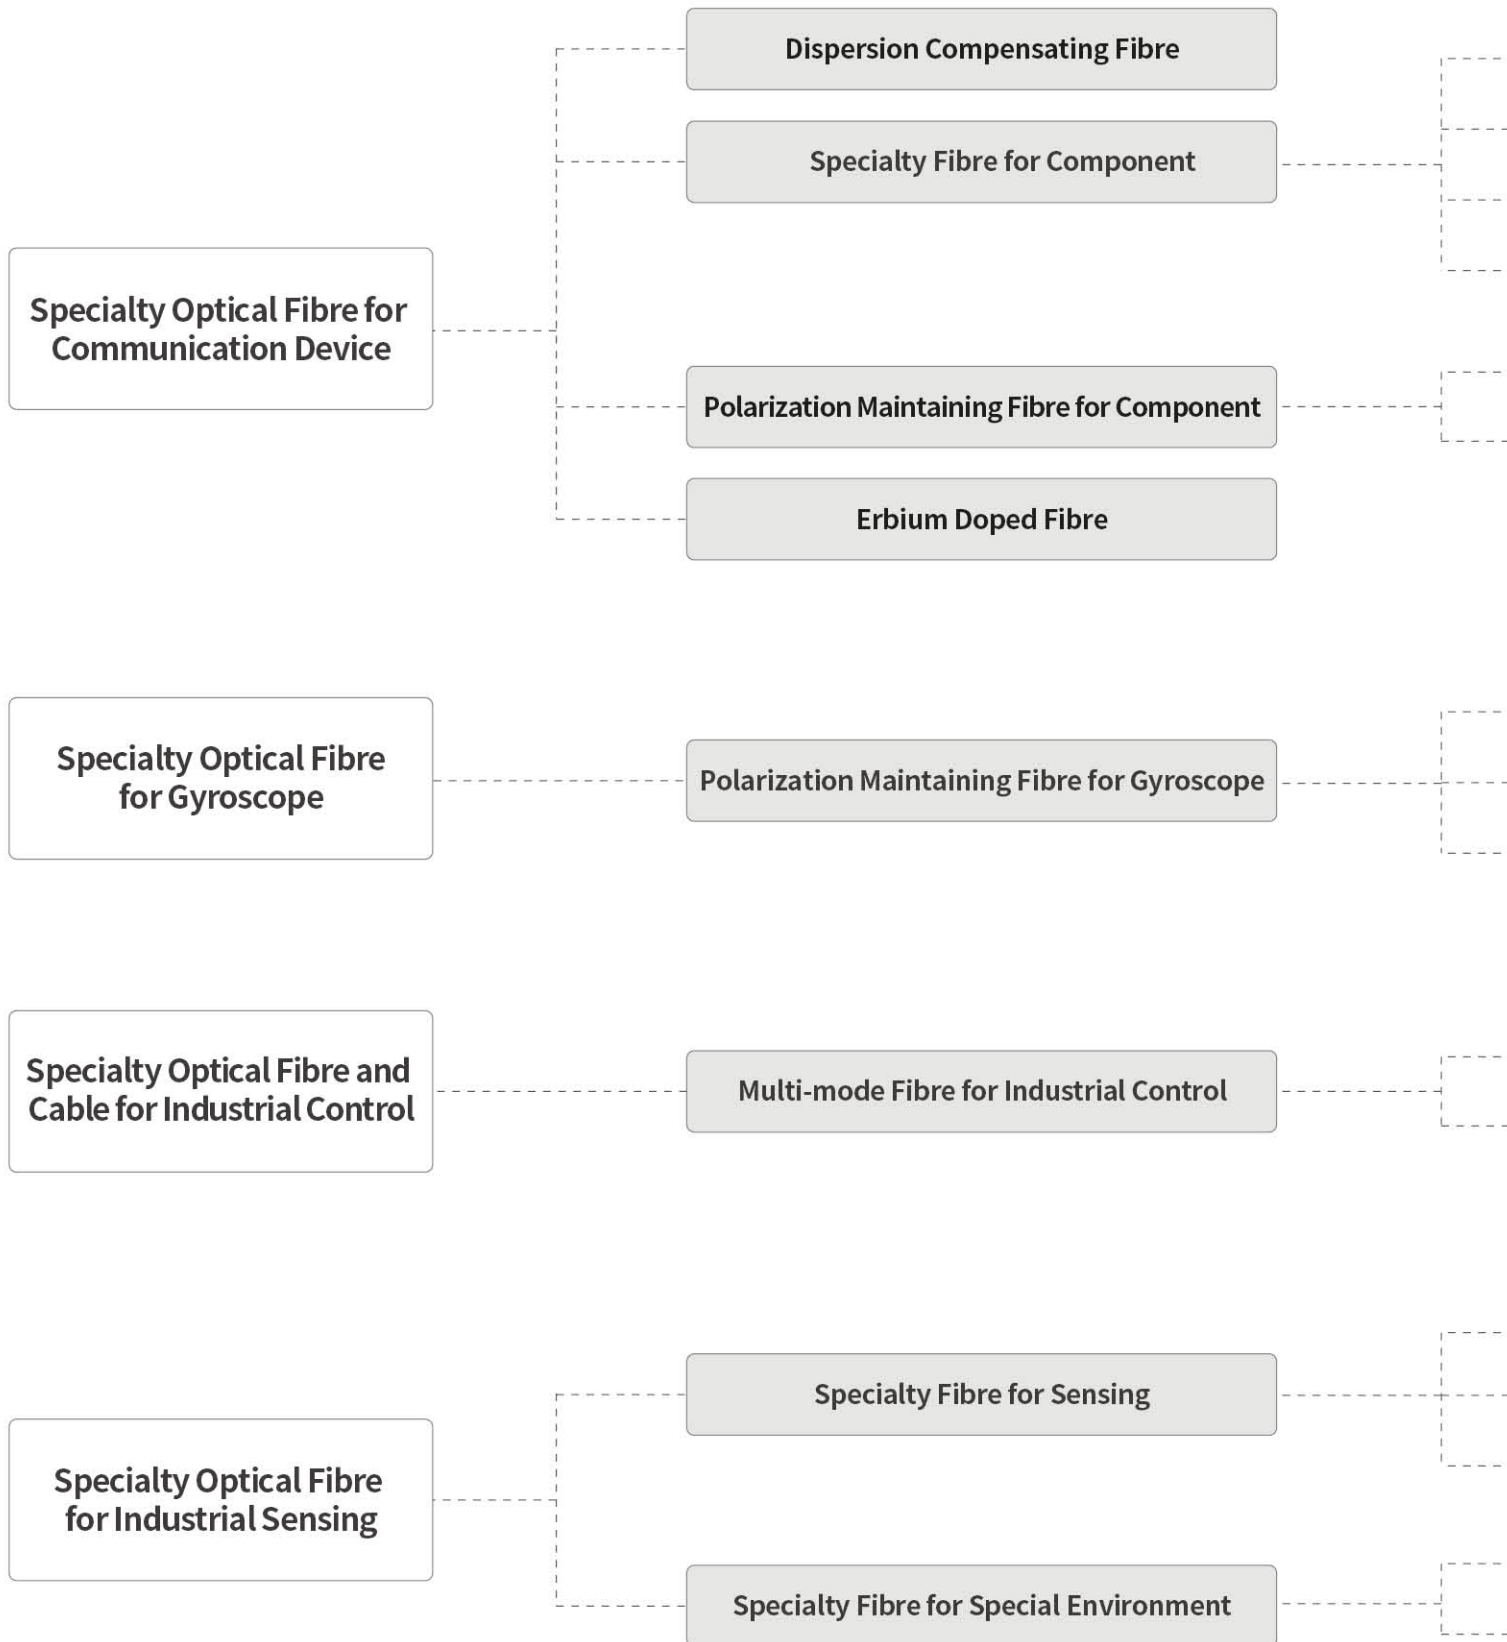 Dispersion Compensating Fibre
Specialty Fibre for Component
Specialty Optical Fibre for
Communication Device
Polarization Maintaining Fibre for Component
Erbium Doped Fibre
Specialty Optical Fibre
for Gyroscope
Polarization Maintaining Fibre for Gyroscope
Specialty Optical Fibre and
Cable for Industrial Control
Multi-mode Fibre for Industrial Control
Specialty Fibre for Sensing
Specialty Optical Fibre
for Industrial Sensing
Specialty Fibre for Special Environment